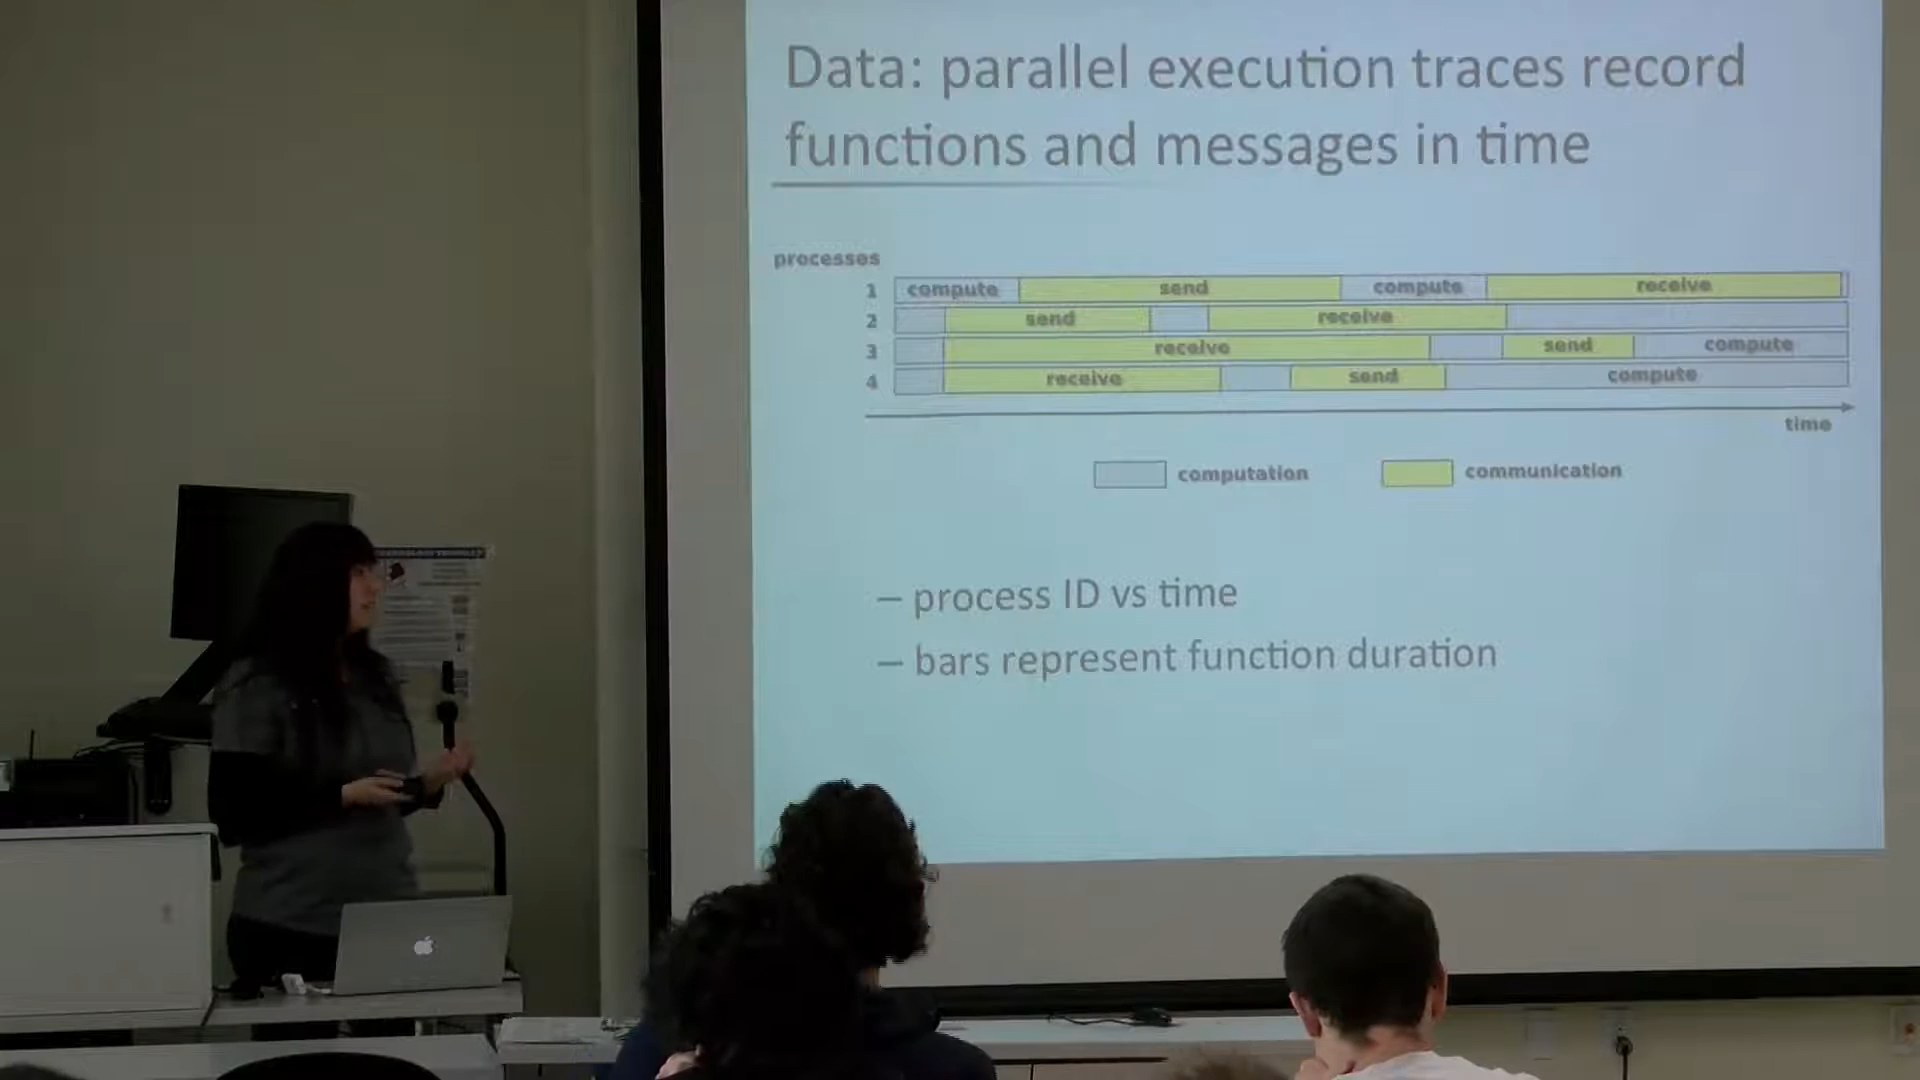 Data: parallel execution traces record
functions and messages in time
processes
1 compute send compute receive
2 send receive
3 receive send compute
4 receive send compute
time
computation communication
– process ID vs time
– bars represent function duration